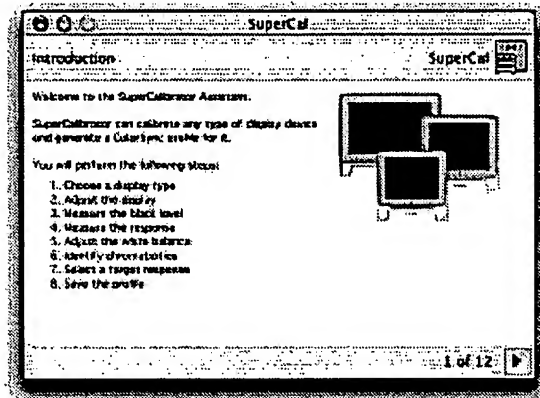 SuperCal
Introduction
SuperCal
Welcome to the SuperCalibrator Assistant.
SuperCalibrator can calibrate any type of display device
and generate a ColorSync profile for it.
You will perform the following steps:
1. Choose a display type
2. Adjust the display
3. Measure the black level
4. Measure the response
5. Adjust the white balance
6. Identify chromaticities
7. Select a target response
8. Save the profile
1 of 12